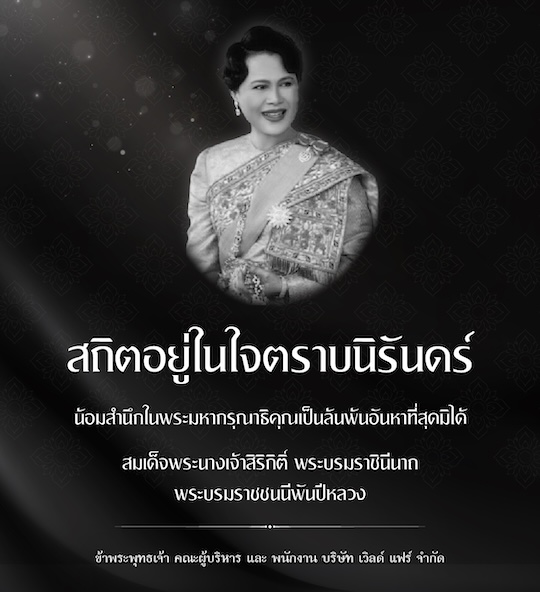 สถิตอยู่ในใจตราบนิรันดร์
น้อมสำนึกในพระมหากรุณาธิคุณเป็นล้นพ้นอันหาที่สุดมิได้
สมเด็จพระนางเจ้าสิริกิติ์ พระบรมราชินีนาถ
พระบรมราชชนนีพันปีหลวง
ข้าพระพุทธเจ้า คณะผู้บริหาร และ พนักงาน บริษัท เวิลด์ แฟร์ จำกัด